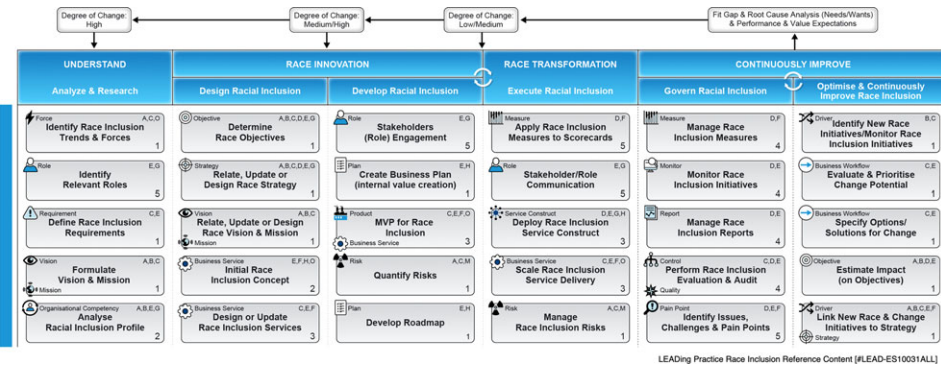 Degree of Change:
High
Degree of Change:
Medium/High
Degree of Change:
Low/Medium
Fit Gap & Root Cause Analysis (Needs/Wants)
& Performance & Value Expectations
UNDERSTAND
RACE INNOVATION
RACE TRANSFORMATION
CONTINUOUSLY IMPROVE
Analyze & Research
Design Racial Inclusion
Develop Racial Inclusion
Execute Racial Inclusion
Govern Racial Inclusion
Optimise & Continuously
Improve Race Inclusion
Force A,C,O
Identify Race Inclusion
Trends & Forces
1
Objective A,B,C,D,E,G
Determine
Race Objectives
1
Role E,G
Stakeholders
(Role) Engagement
5
Measure D,F
Apply Race Inclusion
Measures to Scorecards
5
Measure D,F
Manage Race
Inclusion Measures
4
Driver B,C
Identify New Race
Initiatives/Monitor Race
Inclusion Initiatives
1
Role E,G
Identify
Relevant Roles
5
Strategy A,B,C,D,E,G
Relate, Update or
Design Race Strategy
1
Plan E,H
Create Business Plan
(internal value creation)
1
Role E,G
Stakeholder/Role
Communication
5
Monitor D,E
Monitor Race
Inclusion Initiatives
4
Business Workflow C,E
Evaluate & Prioritise
Change Potential
1
Requirement C,E
Define Race Inclusion
Requirements
1
Vision A,B,C
Relate, Update or Design
Race Vision & Mission
Mission 1
Product C,E,F,O
MVP for Race
Inclusion
Business Service 3
Service Construct D,E,G,H
Deploy Race Inclusion
Service Construct
3
Report D,E
Manage Race
Inclusion Reports
4
Business Workflow C,E
Specify Options/
Solutions for Change
1
Vision A,B,C
Formulate
Vision & Mission
Mission 1
Business Service E,F,H,O
Initial Race
Inclusion Concept
2
Risk A,C,M
Quantify Risks
1
Business Service C,E,F,O
Scale Race Inclusion
Service Delivery
3
Control C,D,E
Perform Race Inclusion
Evaluation & Audit
Quality 4
Objective A,B,D,E
Estimate Impact
(on Objectives)
1
Organisational Competency A,B,E,G
Analyse
Racial Inclusion Profile
2
Business Service C,E,F
Design or Update
Race Inclusion Services
3
Plan E,H
Develop Roadmap
1
Risk A,C,M
Manage
Race Inclusion Risks
1
Pain Point D,E,F
Identify Issues,
Challenges & Pain Points
5
Driver A,B,C,E,F
Link New Race & Change
Initiatives to Strategy
Strategy 1
LEADing Practice Race Inclusion Reference Content [#LEAD-ES10031ALL]